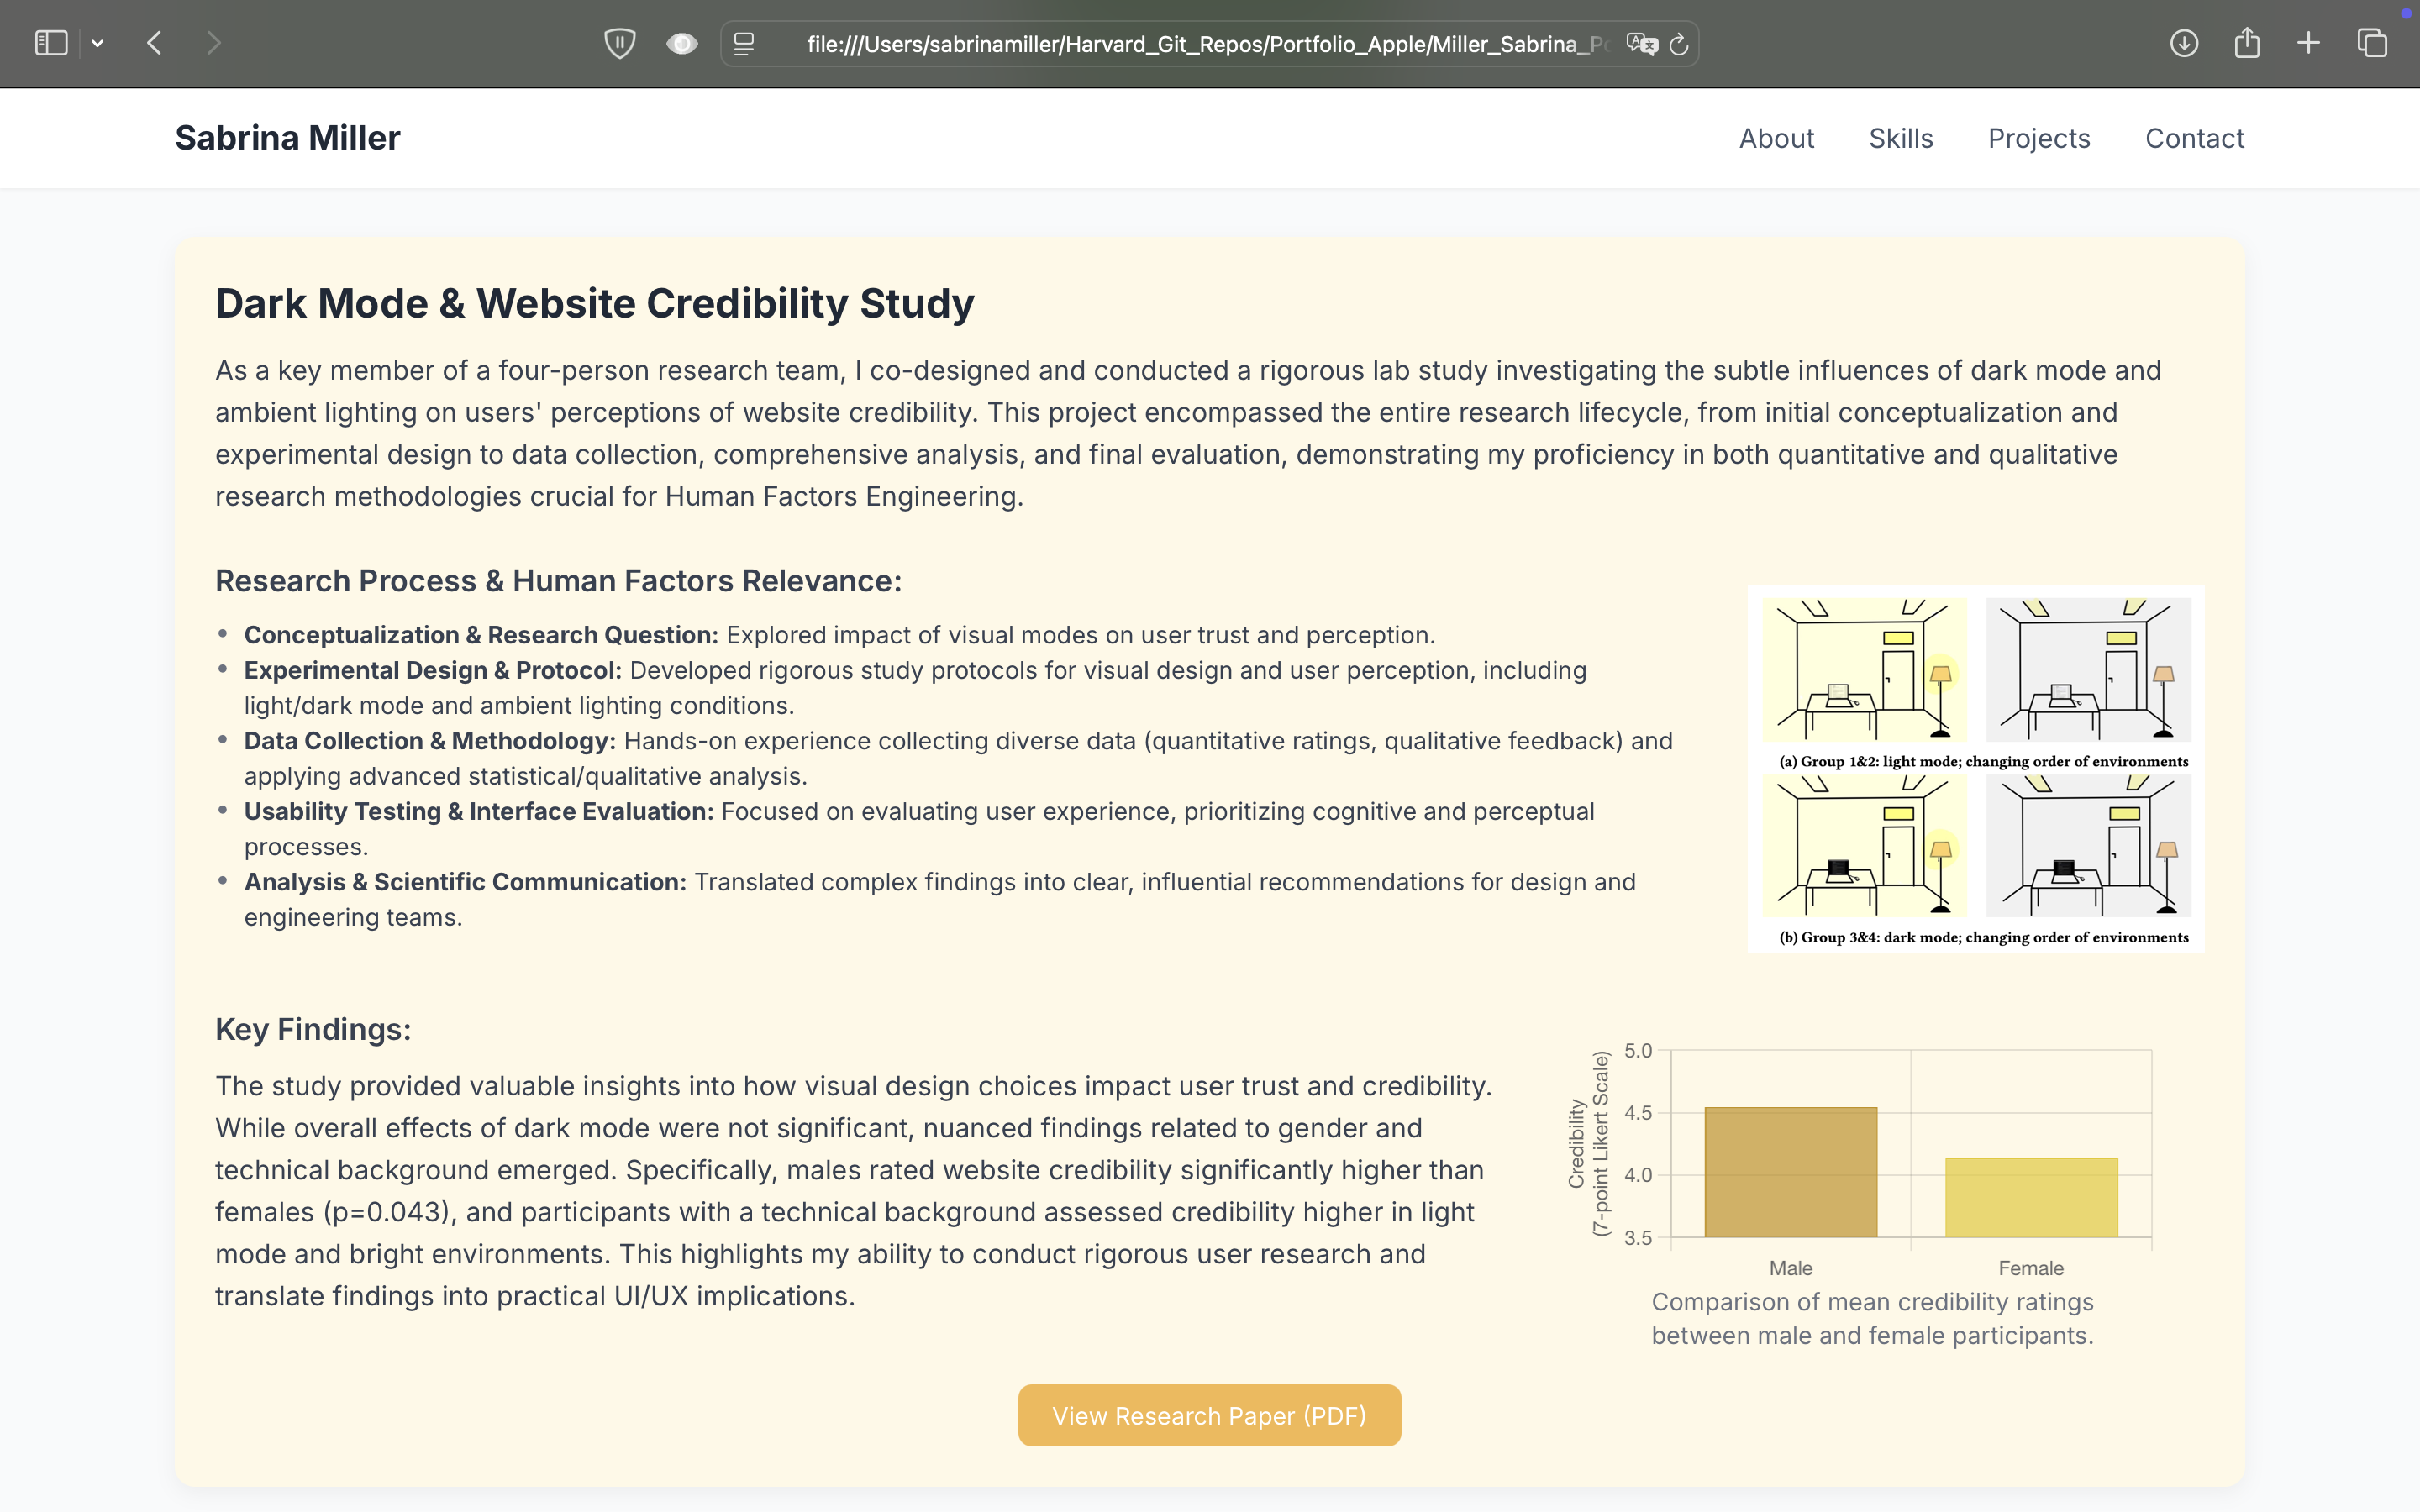 file:///Users/sabrinamiller/Harvard_Git_Repos/Portfolio_Apple/Miller_Sabrina_Po
Sabrina Miller
About Skills Projects Contact
Dark Mode & Website Credibility Study
As a key member of a four-person research team, I co-designed and conducted a rigorous lab study investigating the subtle influences of dark mode and
ambient lighting on users' perceptions of website credibility. This project encompassed the entire research lifecycle, from initial conceptualization and
experimental design to data collection, comprehensive analysis, and final evaluation, demonstrating my proficiency in both quantitative and qualitative
research methodologies crucial for Human Factors Engineering.
Research Process & Human Factors Relevance:
• Conceptualization & Research Question: Explored impact of visual modes on user trust and perception.
• Experimental Design & Protocol: Developed rigorous study protocols for visual design and user perception, including
light/dark mode and ambient lighting conditions.
• Data Collection & Methodology: Hands-on experience collecting diverse data (quantitative ratings, qualitative feedback) and
applying advanced statistical/qualitative analysis.
• Usability Testing & Interface Evaluation: Focused on evaluating user experience, prioritizing cognitive and perceptual
processes.
• Analysis & Scientific Communication: Translated complex findings into clear, influential recommendations for design and
engineering teams.
(a) Group 1&2: light mode; changing order of environments
(b) Group 3&4: dark mode; changing order of environments
Key Findings:
The study provided valuable insights into how visual design choices impact user trust and credibility.
While overall effects of dark mode were not significant, nuanced findings related to gender and
technical background emerged. Specifically, males rated website credibility significantly higher than
females (p=0.043), and participants with a technical background assessed credibility higher in light
mode and bright environments. This highlights my ability to conduct rigorous user research and
translate findings into practical UI/UX implications.
Credibility
(7-point Likert Scale)
5.0
4.5
4.0
3.5
Male Female
Comparison of mean credibility ratings
between male and female participants.
View Research Paper (PDF)